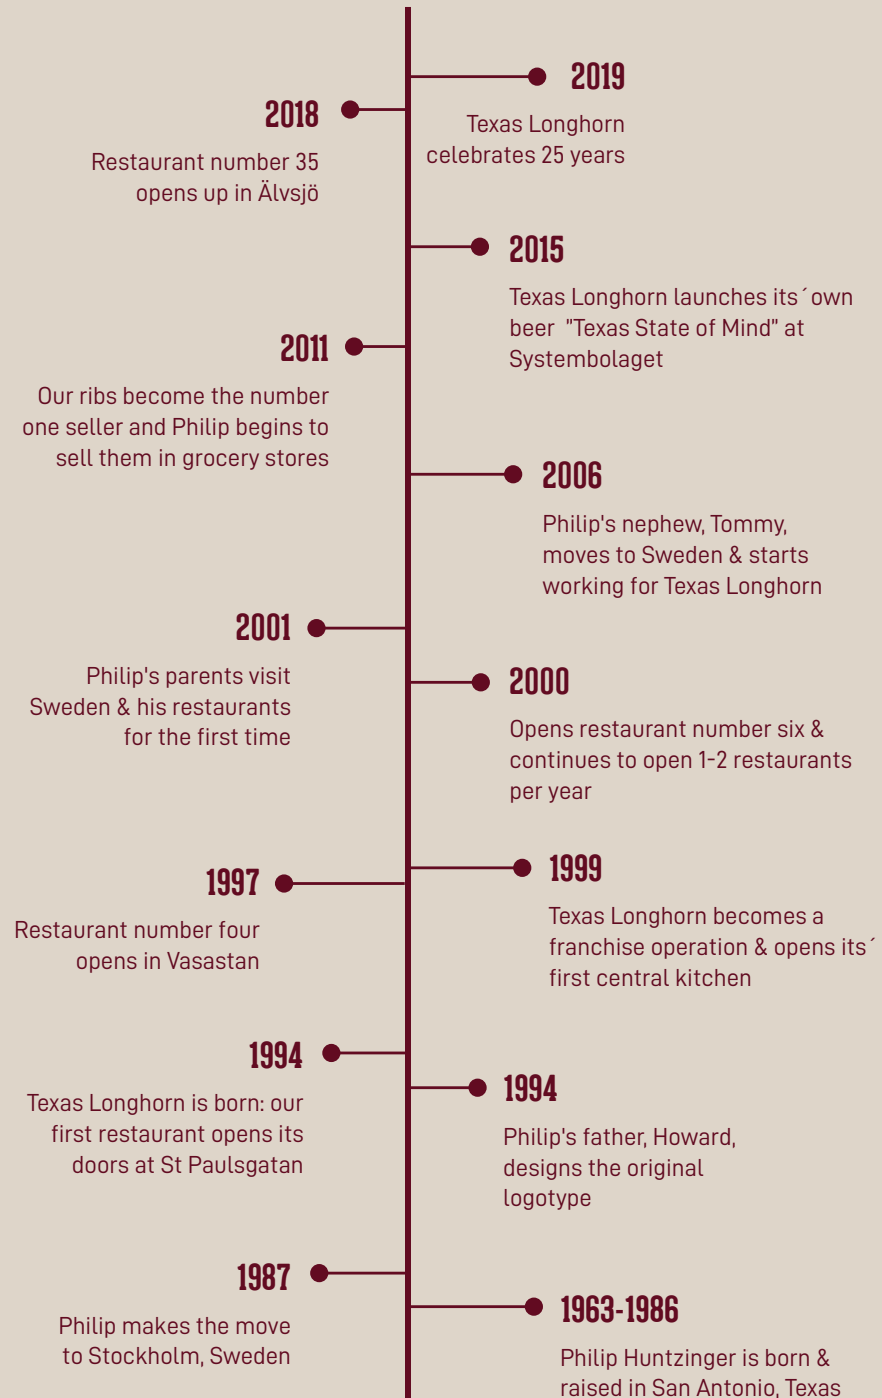 2019
Texas Longhorn
celebrates 25 years
2018
Restaurant number 35
opens up in Älvsjö
2015
Texas Longhorn launches its´own
beer "Texas State of Mind" at
Systembolaget
2011
Our ribs become the number
one seller and Philip begins to
sell them in grocery stores
2006
Philip's nephew, Tommy,
moves to Sweden & starts
working for Texas Longhorn
2001
Philip's parents visit
Sweden & his restaurants
for the first time
2000
Opens restaurant number six &
continues to open 1-2 restaurants
per year
1999
Texas Longhorn becomes a
franchise operation & opens its´
first central kitchen
1997
Restaurant number four
opens in Vasastan
1994
Texas Longhorn is born: our
first restaurant opens its
doors at St Paulsgatan
1994
Philip's father, Howard,
designs the original
logotype
1987
Philip makes the move
to Stockholm, Sweden
1963-1986
Philip Huntzinger is born &
raised in San Antonio, Texas